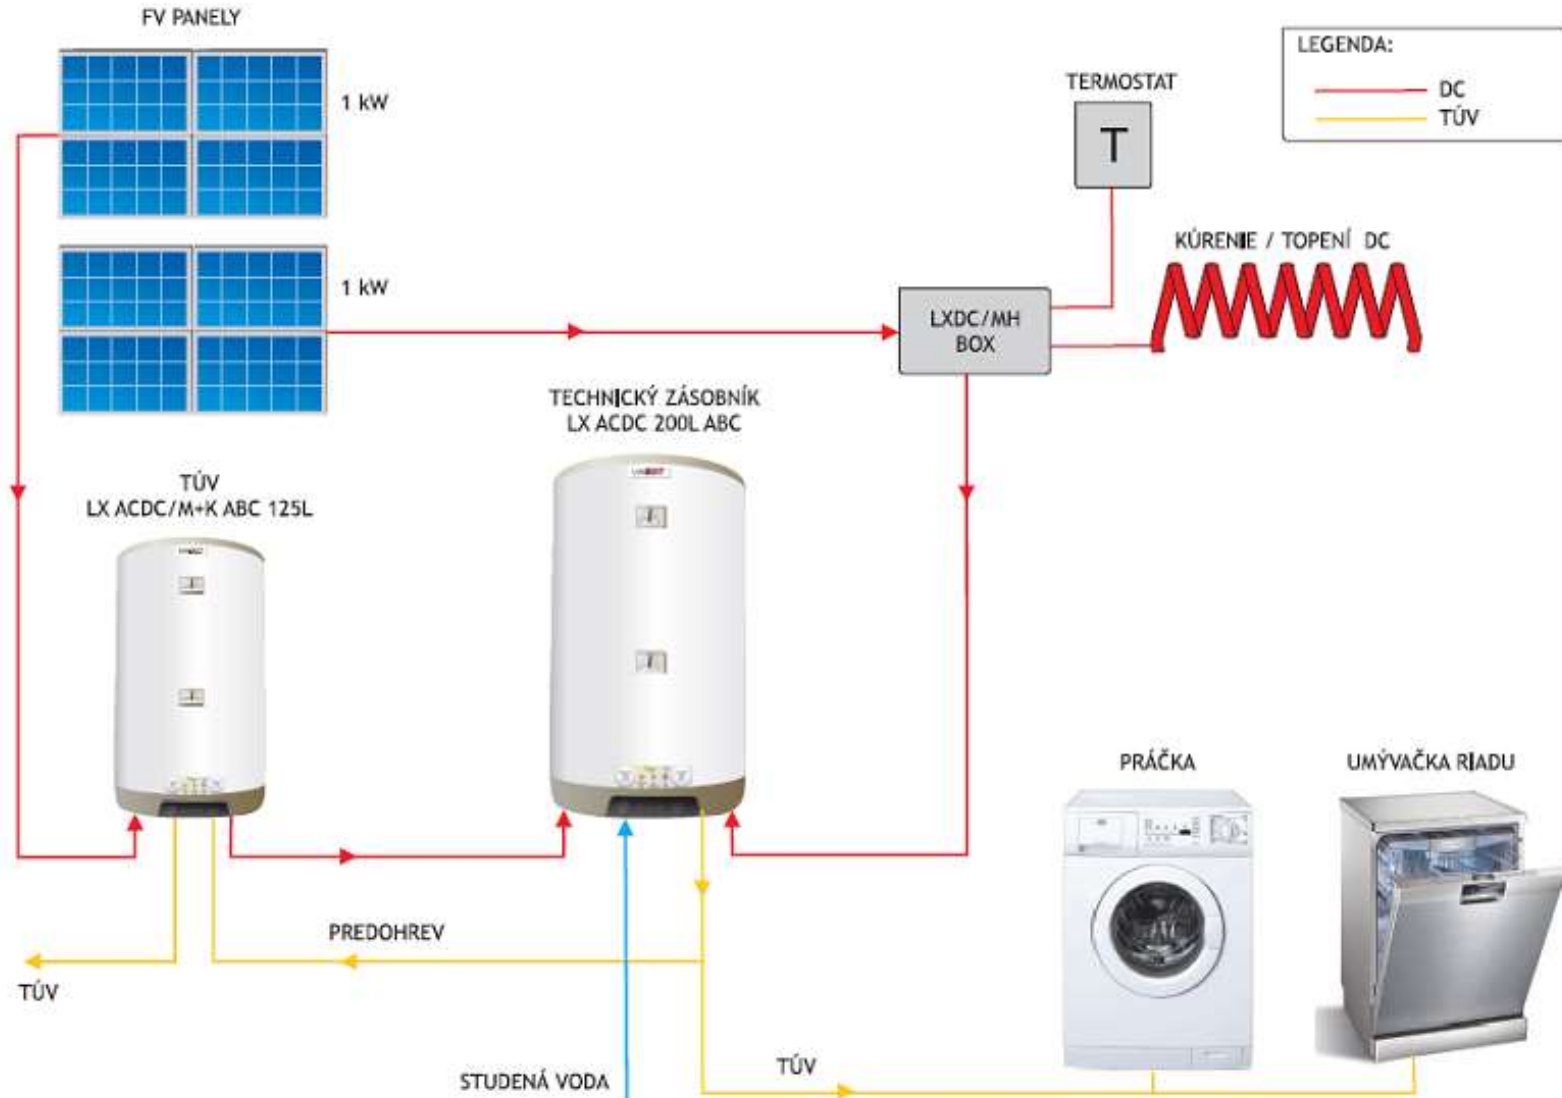 FV PANELY
1 kW
1 kW
LEGENDA:
DC
TÚV
TERMOSTAT
T
KÚRENIE / TOPENÍ DC
LXDC/MH
BOX
TECHNICKÝ ZÁSOBNÍK
LX ACDC 200L ABC
TÚV
LX ACDC/M+K ABC 125L
PRÁČKA
UMÝVAČKA RIADU
PREDOHREV
TÚV
STUDENÁ VODA
TÚV